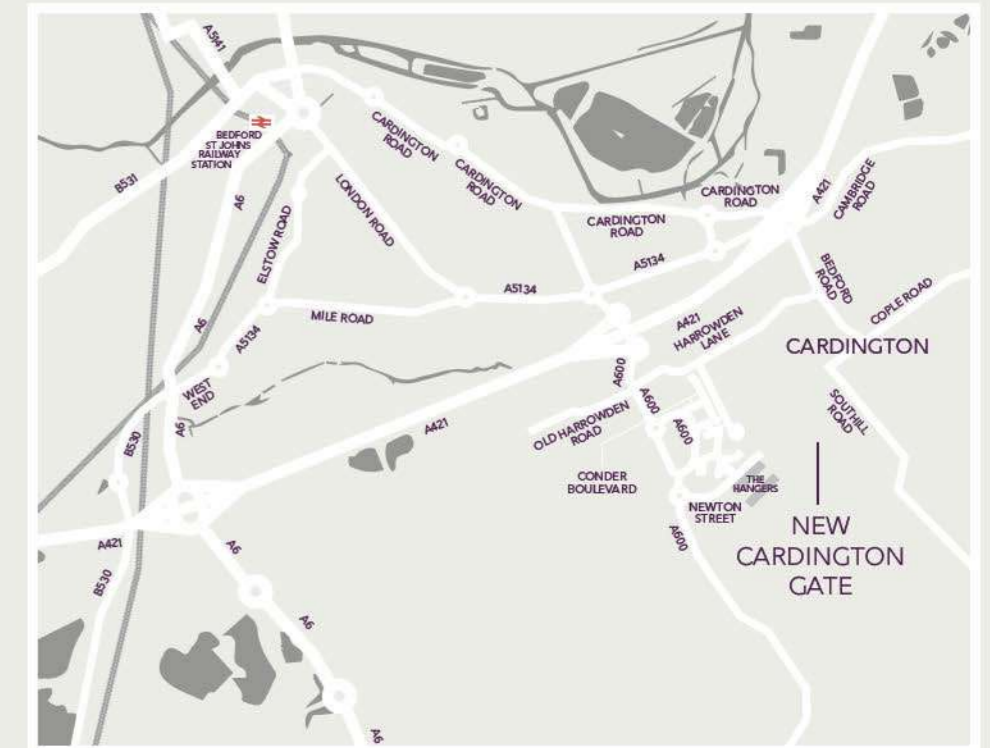 A5141
BEDFORD
ST JOHNS
RAILWAY
STATION
B531
A6
CARDINGTON
ROAD
CARDINGTON
ROAD
LONDON ROAD
ELSTOW ROAD
CARDINGTON
ROAD
CARDINGTON
ROAD
A421
CAMBRIDGE
ROAD
A5134
A5134
BEDFORD
ROAD
COPLE ROAD
MILE ROAD
A6
A5134
A421
HARROWDEN
LANE
CARDINGTON
WEST
END
A600
A600
SOUTHILL
ROAD
A6
A421
OLD HARROWDEN
ROAD
A600
B530
CONDER
BOULEVARD
THE
HANGERS
NEWTON
STREET
NEW
CARDINGTON
GATE
A421
A6
A600
B530
A6
A6